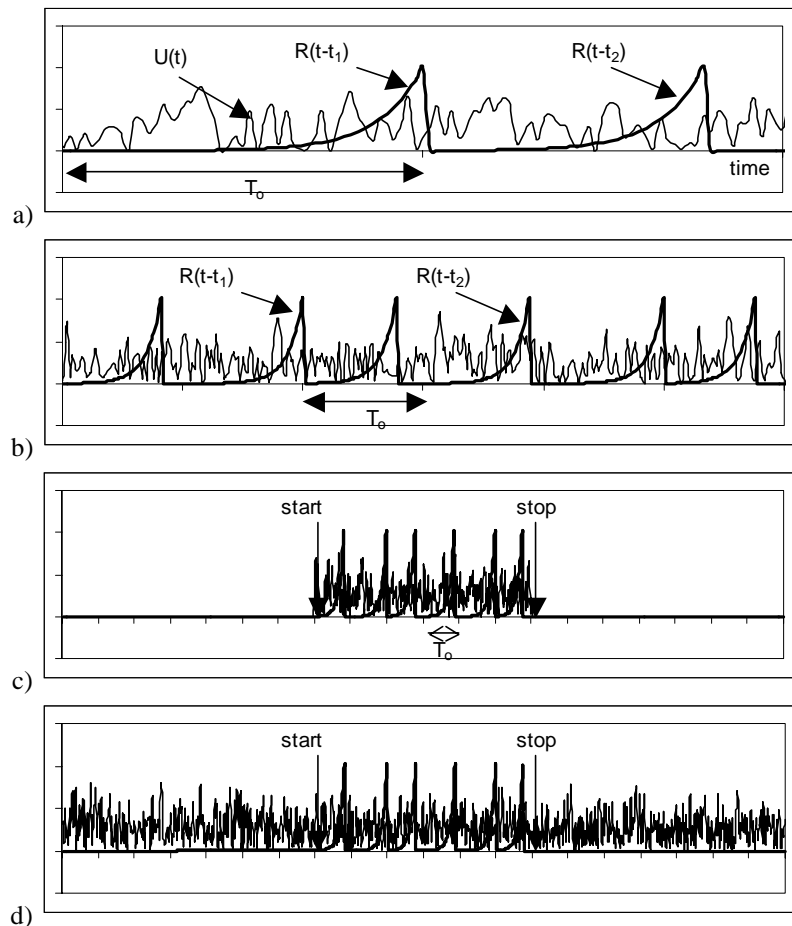 U(t) R(t-t₁) R(t-t₂)
time
Tₒ
a)
R(t-t₁) R(t-t₂)
Tₒ
b)
start stop
Tₒ
c)
start stop
d)